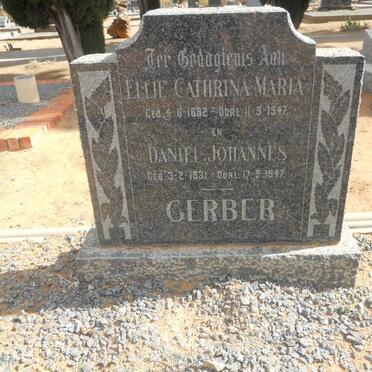 Ter Gedagtenis Aan
ELLIE CATHRINA MARIA
GEB. 4-6-1892 - OORL. 11-9-1947
EN
DANIEL JOHANNES
GEB. 3-2-1931 - OORL. 17-9-1947
GERBER